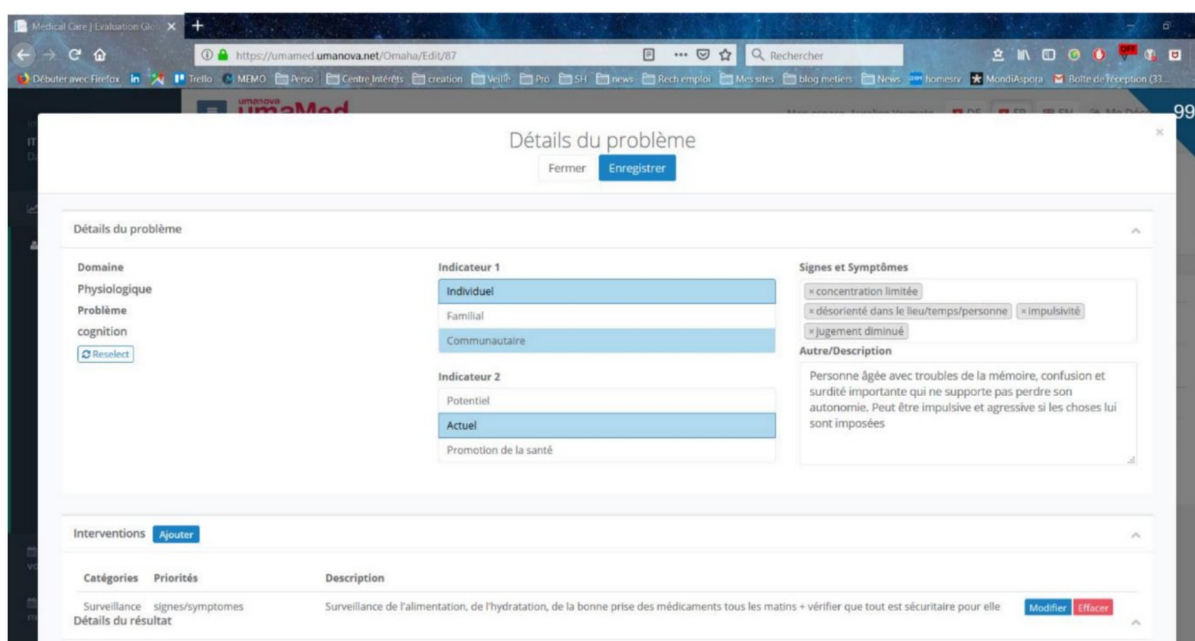 Medical Care | Evaluation Glo
https://umamed.umanova.net/Omaha/Edit/87
Rechercher
Débuter avec Firefox
Trello
MEMO
Perso
Centre Intérêts
creation
Veille
Pro
SH
news
Rech emploi
Mes sites
blog metiers
News
homesrv
MondiAspora
Boîte de réception (33...
umanova
umaMed
99
Détails du problème
Fermer
Enregistrer
Détails du problème
Domaine
Physiologique
Problème
cognition
Reselect
Indicateur 1
Individuel
Familial
Communautaire
Indicateur 2
Potentiel
Actuel
Promotion de la santé
Signes et Symptômes
× concentration limitée
× désorienté dans le lieu/temps/personne × impulsivité
× jugement diminué
Autre/Description
Personne âgée avec troubles de la mémoire, confusion et
surdité importante qui ne supporte pas perdre son
autonomie. Peut être impulsive et agressive si les choses lui
sont imposées
Interventions Ajouter
Catégories Priorités Description
Surveillance signes/symptomes Surveillance de l'alimentation, de l'hydratation, de la bonne prise des médicaments tous les matins + vérifier que tout est sécuritaire pour elle Modifier Effacer
Détails du résultat